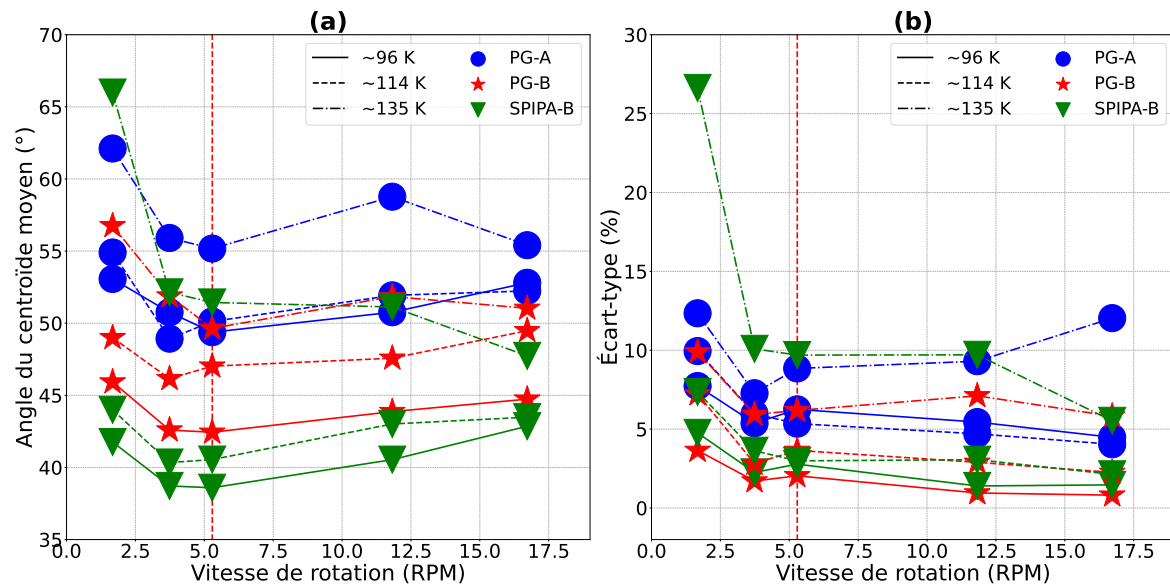 (a)
70
65
60
55
50
45
40
35
0.0
2.5
5.0
7.5
10.0
12.5
15.0
17.5
Angle du centroïde moyen (°)
Vitesse de rotation (RPM)
~96 K
~114 K
~135 K
PG-A
PG-B
SPIPA-B
(b)
30
25
20
15
10
5
0
0.0
2.5
5.0
7.5
10.0
12.5
15.0
17.5
Écart-type (%)
Vitesse de rotation (RPM)
~96 K
~114 K
~135 K
PG-A
PG-B
SPIPA-B